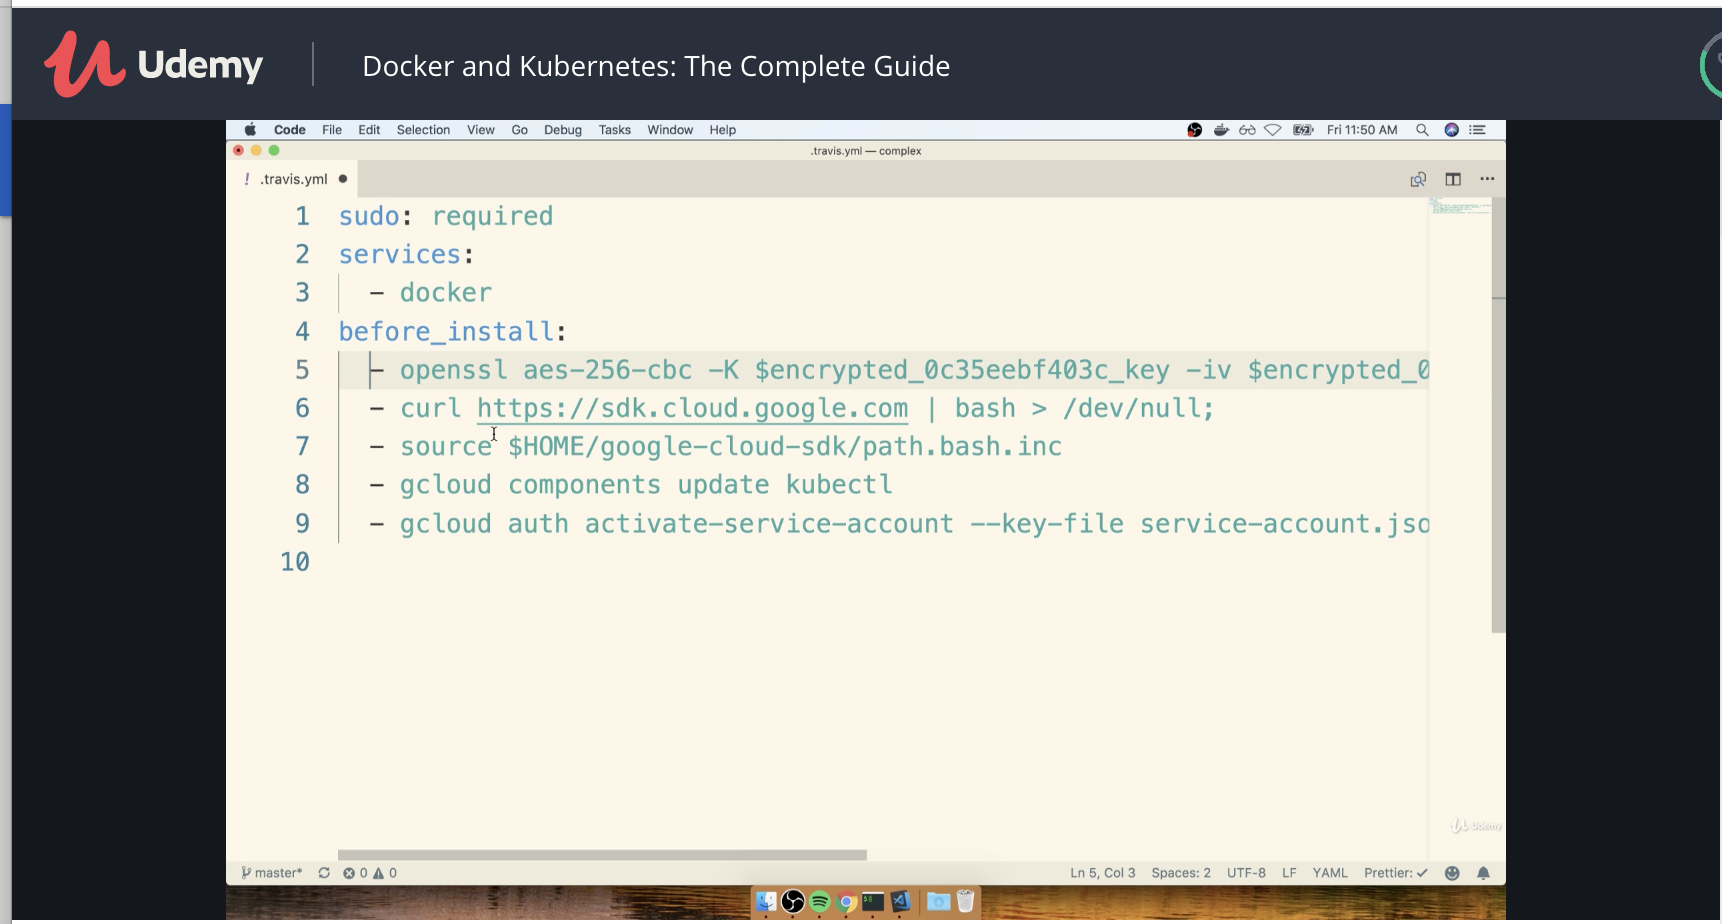 Udemy
Docker and Kubernetes: The Complete Guide
Code File Edit Selection View Go Debug Tasks Window Help Fri 11:50 AM
.travis.yml — complex
! .travis.yml
1 sudo: required
2 services:
3 - docker
4 before_install:
5 - openssl aes-256-cbc -K $encrypted_0c35eebf403c_key -iv $encrypted_0
6 - curl https://sdk.cloud.google.com | bash > /dev/null;
7 - source $HOME/google-cloud-sdk/path.bash.inc
8 - gcloud components update kubectl
9 - gcloud auth activate-service-account --key-file service-account.jso
10
Udemy
master* 0 0 Ln 5, Col 3 Spaces: 2 UTF-8 LF YAML Prettier: ✓